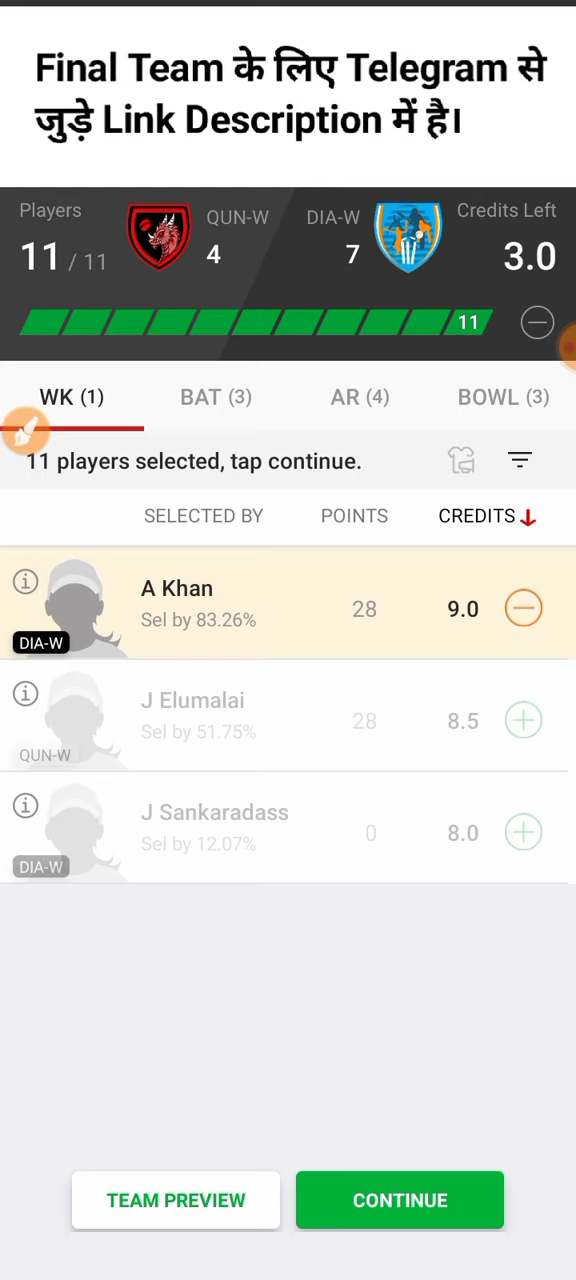 Final Team के लिए Telegram से
जुड़े Link Description में है।
Players QUN-W DIA-W Credits Left
11 / 11 4 7 3.0
11
WK (1) BAT (3) AR (4) BOWL (3)
11 players selected, tap continue.
SELECTED BY POINTS CREDITS
A Khan
Sel by 83.26% 28 9.0
DIA-W
J Elumalai
Sel by 51.75% 28 8.5
QUN-W
J Sankaradass
Sel by 12.07% 0 8.0
DIA-W
TEAM PREVIEW CONTINUE